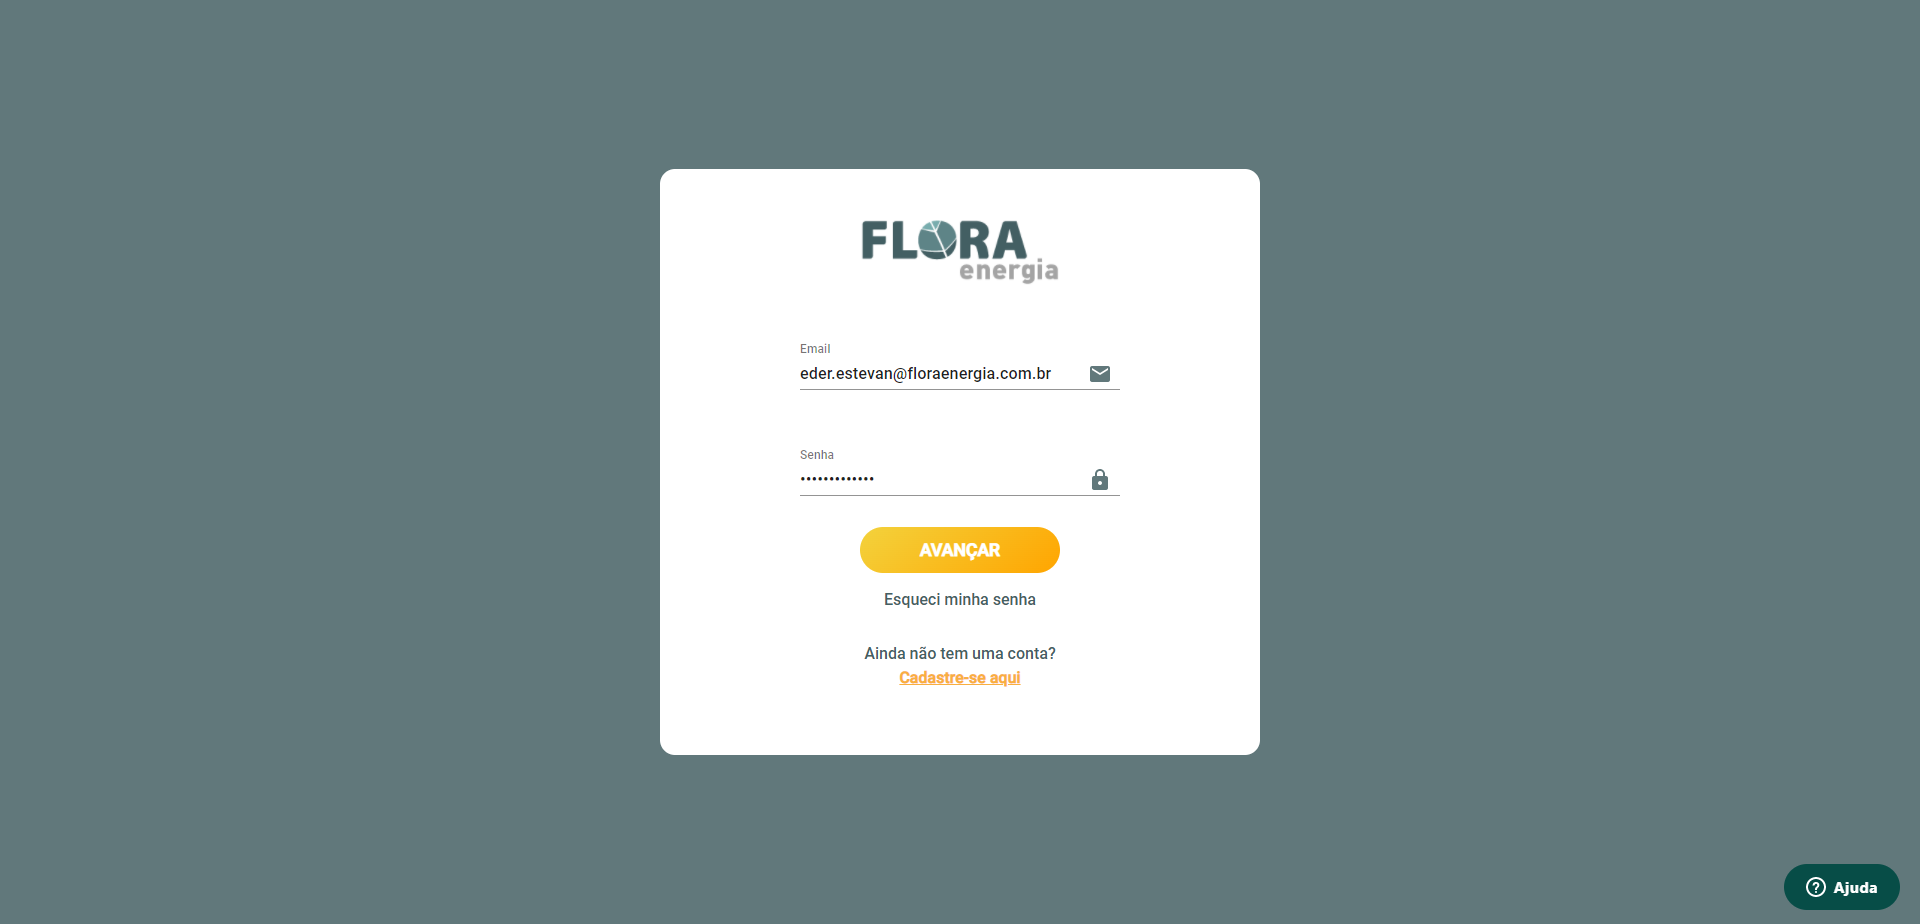 FLORA
energia
Email
eder.estevan@floraenergia.com.br
Senha
•••••••••••••
AVANÇAR
Esqueci minha senha
Ainda não tem uma conta?
Cadastre-se aqui
Ajuda